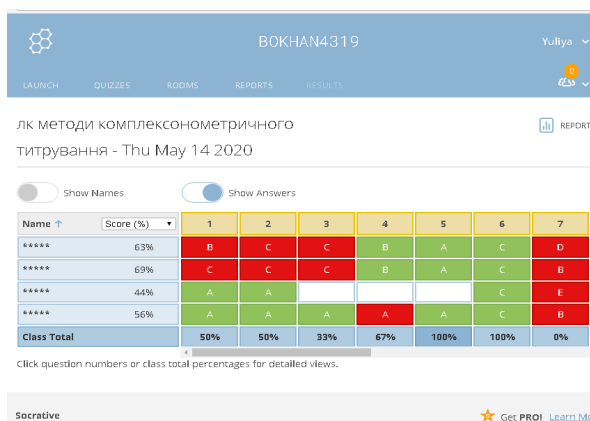 BOKHAN4319
Yuliya
0
LAUNCH QUIZZES ROOMS REPORTS RESULTS
лк методи комплексонометричного
титрування - Thu May 14 2020
REPORT
Show Names Show Answers
Name ↑ Score (%) 1 2 3 4 5 6 7
***** 63% B C C B A C D
***** 69% C C C B A C B
***** 44% A A C E
***** 56% A A A A A C B
Class Total 50% 50% 33% 67% 100% 100% 0%
Click question numbers or class total percentages for detailed views.
Socrative Get PRO! Learn Mo